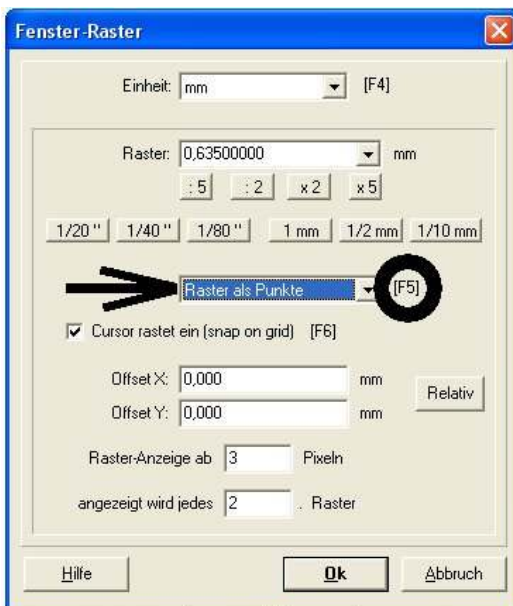 Fenster-Raster
Einheit: mm [F4]
Raster: 0,63500000 mm
: 5 : 2 x 2 x 5
1/20 " 1/40 " 1/80 " 1 mm 1/2 mm 1/10 mm
Raster als Punkte [F5]
Cursor rastet ein (snap on grid) [F6]
Offset X: 0,000 mm
Relativ
Offset Y: 0,000 mm
Raster-Anzeige ab 3 Pixeln
angezeigt wird jedes 2 . Raster
Hilfe Ok Abbruch